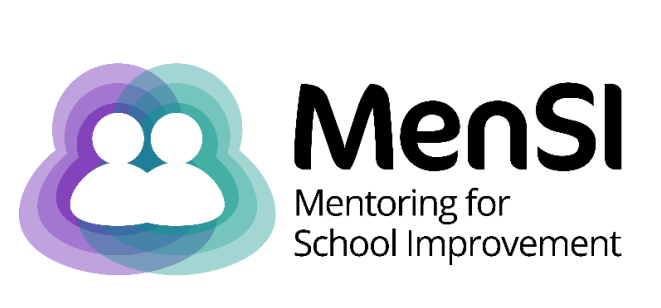 MenSI
Mentoring for
School Improvement